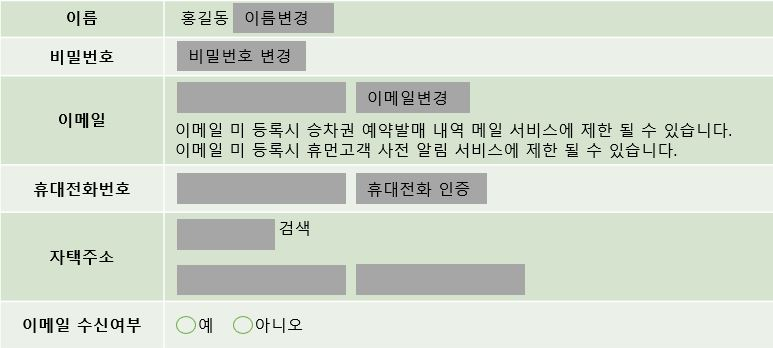 이름 홍길동 이름변경
비밀번호 비밀번호 변경
이메일 이메일변경
이메일 미 등록시 승차권 예약발매 내역 메일 서비스에 제한 될 수 있습니다.
이메일 미 등록시 휴먼고객 사전 알림 서비스에 제한 될 수 있습니다.
휴대전화번호 휴대전화 인증
자택주소 검색
이메일 수신여부 예 아니오